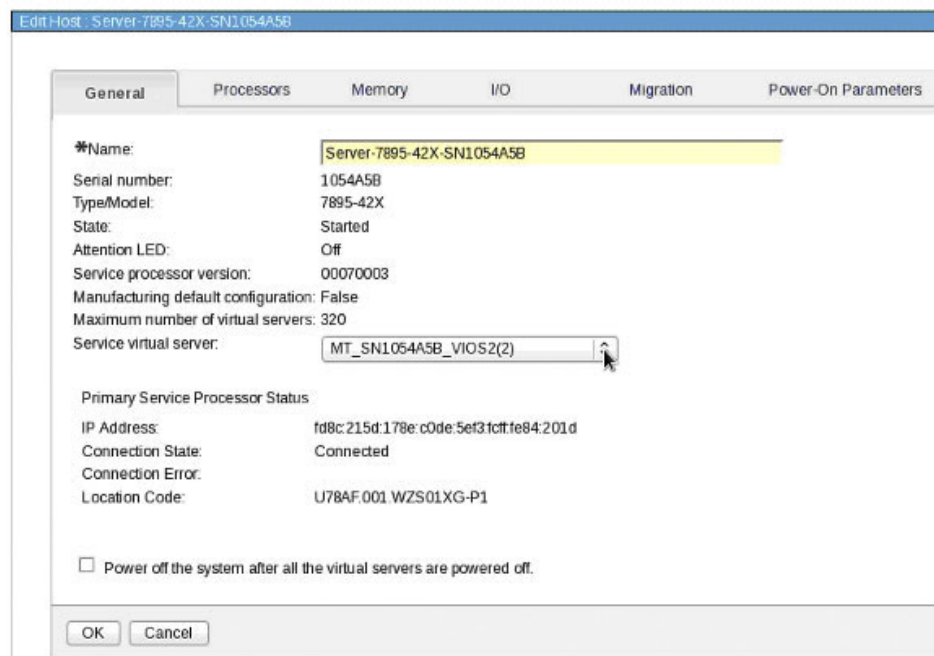 Edit Host : Server-7895-42X-SN1054A5B
General Processors Memory I/O Migration Power-On Parameters
*Name: Server-7895-42X-SN1054A5B
Serial number: 1054A5B
Type/Model: 7895-42X
State: Started
Attention LED: Off
Service processor version: 00070003
Manufacturing default configuration: False
Maximum number of virtual servers: 320
Service virtual server: MT_SN1054A5B_VIOS2(2)
Primary Service Processor Status
IP Address: fd8c:215d:178e:c0de:5ef3:fcff:fe84:201d
Connection State: Connected
Connection Error:
Location Code: U78AF.001.WZS01XG-P1
Power off the system after all the virtual servers are powered off.
OK Cancel